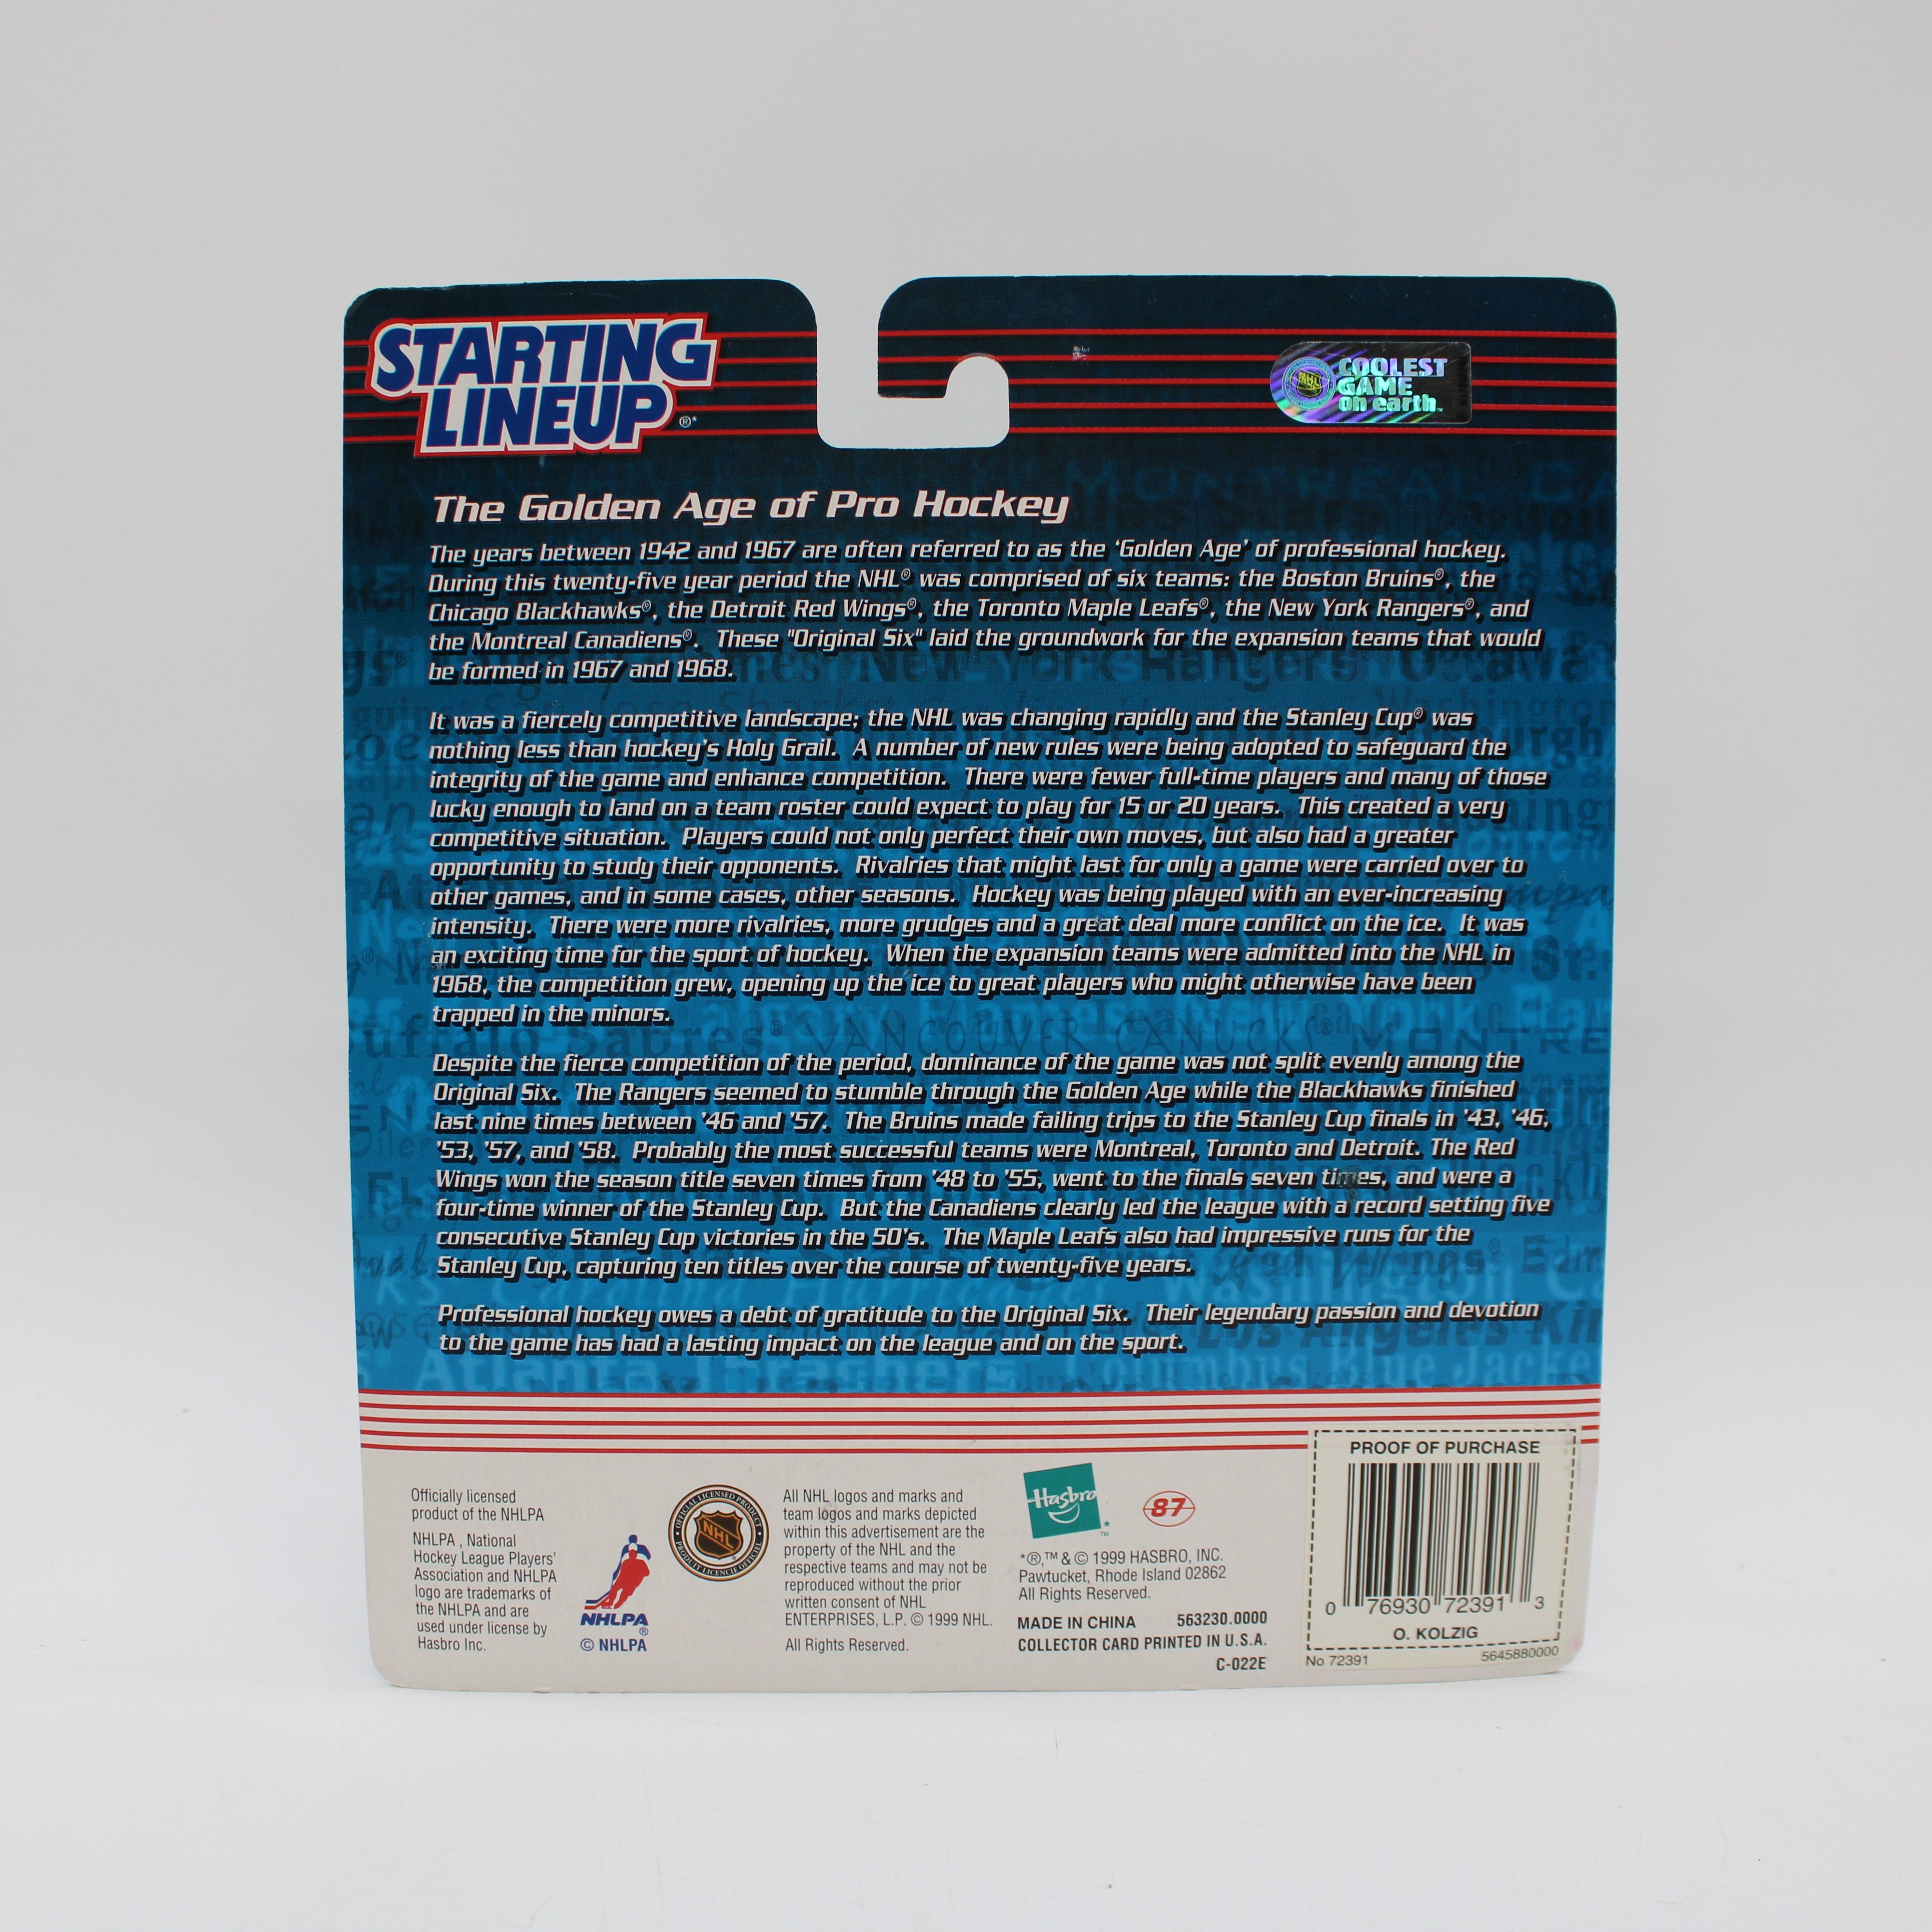 STARTING
LINEUP ®*
NHL
COOLEST
GAME
on earth™
The Golden Age of Pro Hockey
The years between 1942 and 1967 are often referred to as the ‘Golden Age’ of professional hockey.
During this twenty-five year period the NHL® was comprised of six teams: the Boston Bruins®, the
Chicago Blackhawks®, the Detroit Red Wings®, the Toronto Maple Leafs®, the New York Rangers®, and
the Montreal Canadiens®. These "Original Six" laid the groundwork for the expansion teams that would
be formed in 1967 and 1968.
It was a fiercely competitive landscape; the NHL was changing rapidly and the Stanley Cup® was
nothing less than hockey's Holy Grail. A number of new rules were being adopted to safeguard the
integrity of the game and enhance competition. There were fewer full-time players and many of those
lucky enough to land on a team roster could expect to play for 15 or 20 years. This created a very
competitive situation. Players could not only perfect their own moves, but also had a greater
opportunity to study their opponents. Rivalries that might last for only a game were carried over to
other games, and in some cases, other seasons. Hockey was being played with an ever-increasing
intensity. There were more rivalries, more grudges and a great deal more conflict on the ice. It was
an exciting time for the sport of hockey. When the expansion teams were admitted into the NHL in
1968, the competition grew, opening up the ice to great players who might otherwise have been
trapped in the minors.
Despite the fierce competition of the period, dominance of the game was not split evenly among the
Original Six. The Rangers seemed to stumble through the Golden Age while the Blackhawks finished
last nine times between '46 and '57. The Bruins made failing trips to the Stanley Cup finals in '43, '46,
'53, '57, and '58. Probably the most successful teams were Montreal, Toronto and Detroit. The Red
Wings won the season title seven times from '48 to '55, went to the finals seven times, and were a
four-time winner of the Stanley Cup. But the Canadiens clearly led the league with a record setting five
consecutive Stanley Cup victories in the 50's. The Maple Leafs also had impressive runs for the
Stanley Cup, capturing ten titles over the course of twenty-five years.
Professional hockey owes a debt of gratitude to the Original Six. Their legendary passion and devotion
to the game has had a lasting impact on the league and on the sport.
Officially licensed
product of the NHLPA
NHLPA , National
Hockey League Players'
Association and NHLPA
logo are trademarks of
the NHLPA and are
used under license by
Hasbro Inc.
NHLPA
®
© NHLPA
OFFICIAL LICENSED PRODUCT
NHL
PRODUIT LICENCIÉ OFFICIEL
All NHL logos and marks and
team logos and marks depicted
within this advertisement are the
property of the NHL and the
respective teams and may not be
reproduced without the prior
written consent of NHL
ENTERPRISES, L.P. © 1999 NHL.
All Rights Reserved.
Hasbro
*
™
87
*®,™ & © 1999 HASBRO, INC.
Pawtucket, Rhode Island 02862
All Rights Reserved.
MADE IN CHINA 563230.0000
COLLECTOR CARD PRINTED IN U.S.A.
C-022E
PROOF OF PURCHASE
0 76930 72391 3
O. KOLZIG
No 72391 5645880000